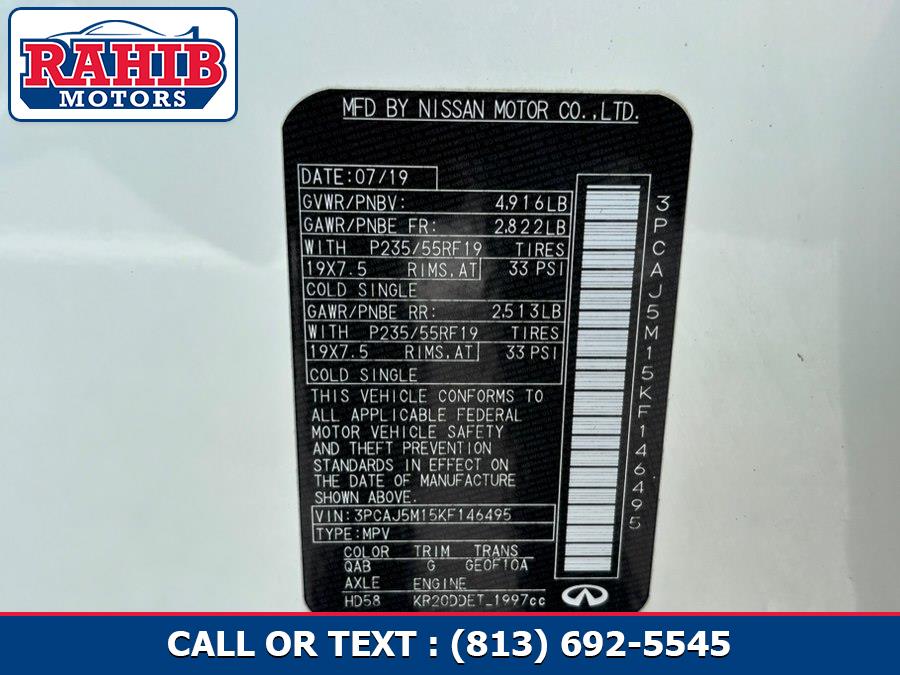 RAHIB
MOTORS
MFD BY NISSAN MOTOR CO.,LTD.
DATE:07/19
GVWR/PNBV: 4,916LB
GAWR/PNBE FR: 2,822LB
WITH P235/55RF19 TIRES
19X7.5 RIMS,AT 33 PSI
COLD SINGLE
GAWR/PNBE RR: 2,513LB
WITH P235/55RF19 TIRES
19X7.5 RIMS,AT 33 PSI
COLD SINGLE
THIS VEHICLE CONFORMS TO
ALL APPLICABLE FEDERAL
MOTOR VEHICLE SAFETY
AND THEFT PREVENTION
STANDARDS IN EFFECT ON
THE DATE OF MANUFACTURE
SHOWN ABOVE.
VIN:3PCAJ5M15KF146495
TYPE:MPV
COLOR TRIM TRANS
QAB G GE0F10A
AXLE ENGINE
HD58 KR20DDET_1997cc
3PCAJ5M15KF146495
CALL OR TEXT : (813) 692-5545